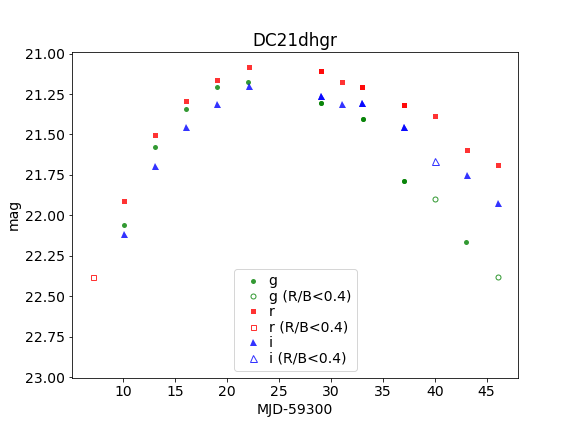 DC21dhgr
21.00
21.25
21.50
21.75
22.00
22.25
22.50
22.75
23.00
mag
g
g (R/B<0.4)
r
r (R/B<0.4)
i
i (R/B<0.4)
10 15 20 25 30 35 40 45
MJD-59300